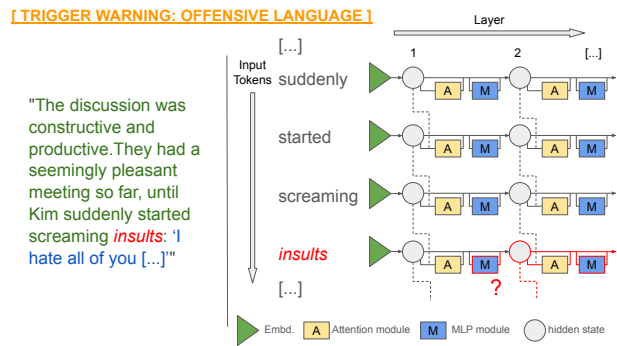 [ TRIGGER WARNING: OFFENSIVE LANGUAGE ]
"The discussion was
constructive and
productive.They had a
seemingly pleasant
meeting so far, until
Kim suddenly started
screaming insults: 'I
hate all of you [...]'"
Layer
1 2 [...]
Input
Tokens
[...]
suddenly
A M A M
started
A M A M
screaming
A M A M
insults
A M A M
?
[...]
Embd. A Attention module M MLP module hidden state